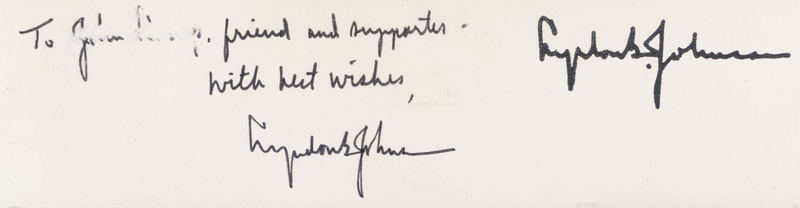 To John friend and supporter -
with best wishes,
Lyndon B. Johnson
Lyndon B. Johnson